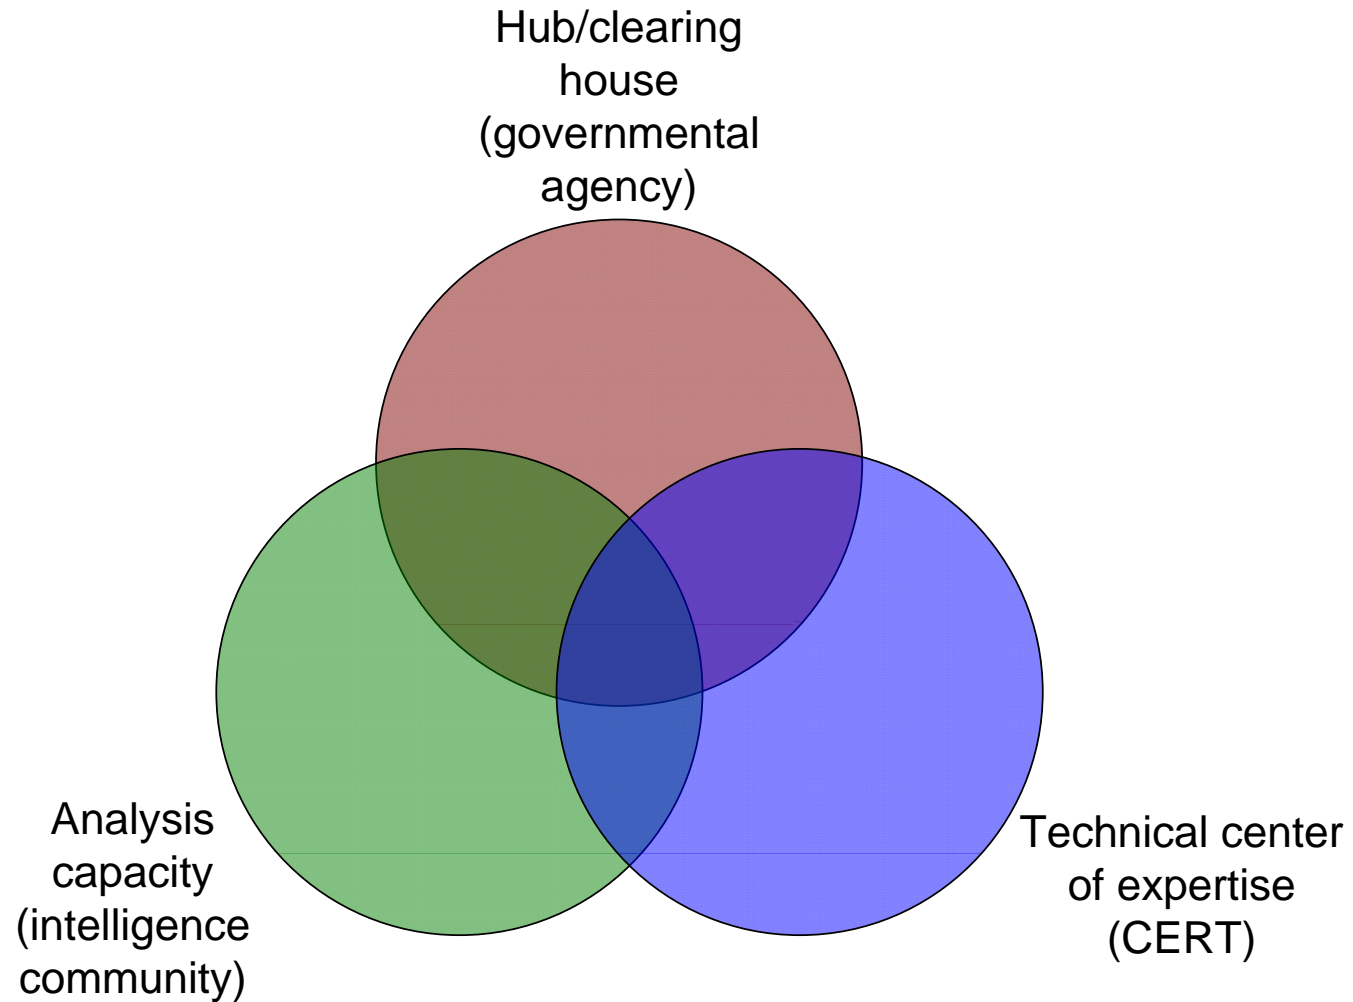 Hub/clearing
house
(governmental
agency)
Analysis
capacity
(intelligence
community)
Technical center
of expertise
(CERT)